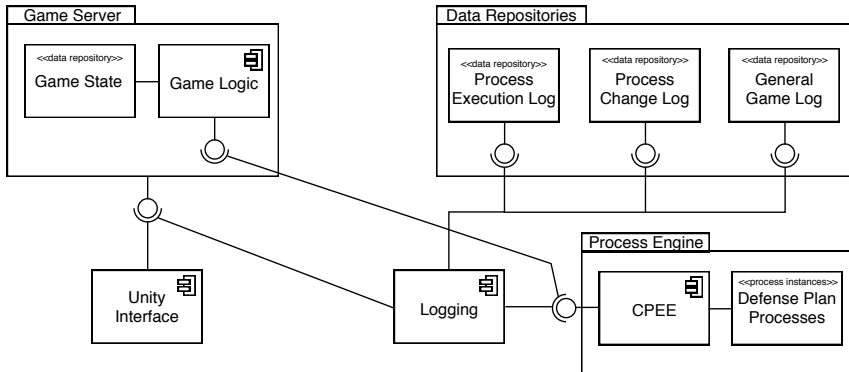 Game Server
<<data repository>>
Game State
Game Logic
Data Repositories
<<data repository>>
Process
Execution Log
<<data repository>>
Process
Change Log
<<data repository>>
General
Game Log
Unity
Interface
Logging
Process Engine
CPEE
<<process instances>>
Defense Plan
Processes